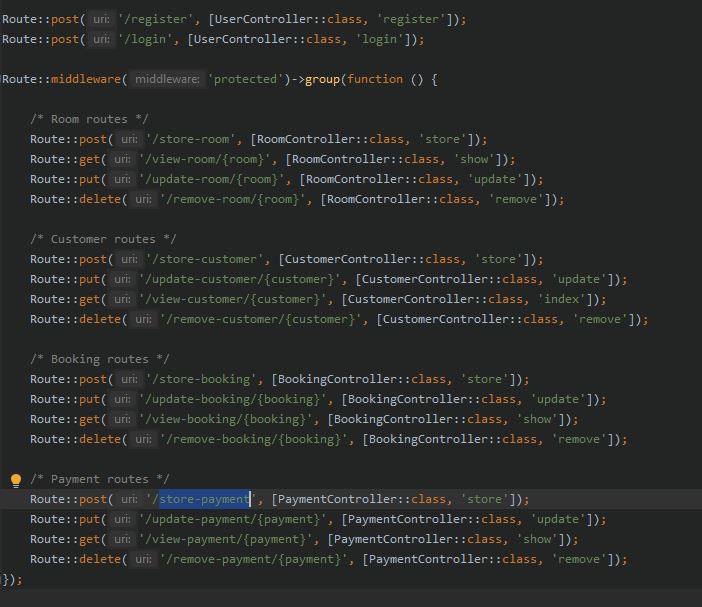 Route::post( uri: '/register', [UserController::class, 'register']);
Route::post( uri: '/login', [UserController::class, 'login']);
Route::middleware( middleware: 'protected')->group(function () {
/* Room routes */
Route::post( uri: '/store-room', [RoomController::class, 'store']);
Route::get( uri: '/view-room/{room}', [RoomController::class, 'show']);
Route::put( uri: '/update-room/{room}', [RoomController::class, 'update']);
Route::delete( uri: '/remove-room/{room}', [RoomController::class, 'remove']);
/* Customer routes */
Route::post( uri: '/store-customer', [CustomerController::class, 'store']);
Route::put( uri: '/update-customer/{customer}', [CustomerController::class, 'update']);
Route::get( uri: '/view-customer/{customer}', [CustomerController::class, 'index']);
Route::delete( uri: '/remove-customer/{customer}', [CustomerController::class, 'remove']);
/* Booking routes */
Route::post( uri: '/store-booking', [BookingController::class, 'store']);
Route::put( uri: '/update-booking/{booking}', [BookingController::class, 'update']);
Route::get( uri: '/view-booking/{booking}', [BookingController::class, 'show']);
Route::delete( uri: '/remove-booking/{booking}', [BookingController::class, 'remove']);
/* Payment routes */
Route::post( uri: '/store-payment', [PaymentController::class, 'store']);
Route::put( uri: '/update-payment/{payment}', [PaymentController::class, 'update']);
Route::get( uri: '/view-payment/{payment}', [PaymentController::class, 'show']);
Route::delete( uri: '/remove-payment/{payment}', [PaymentController::class, 'remove']);
});